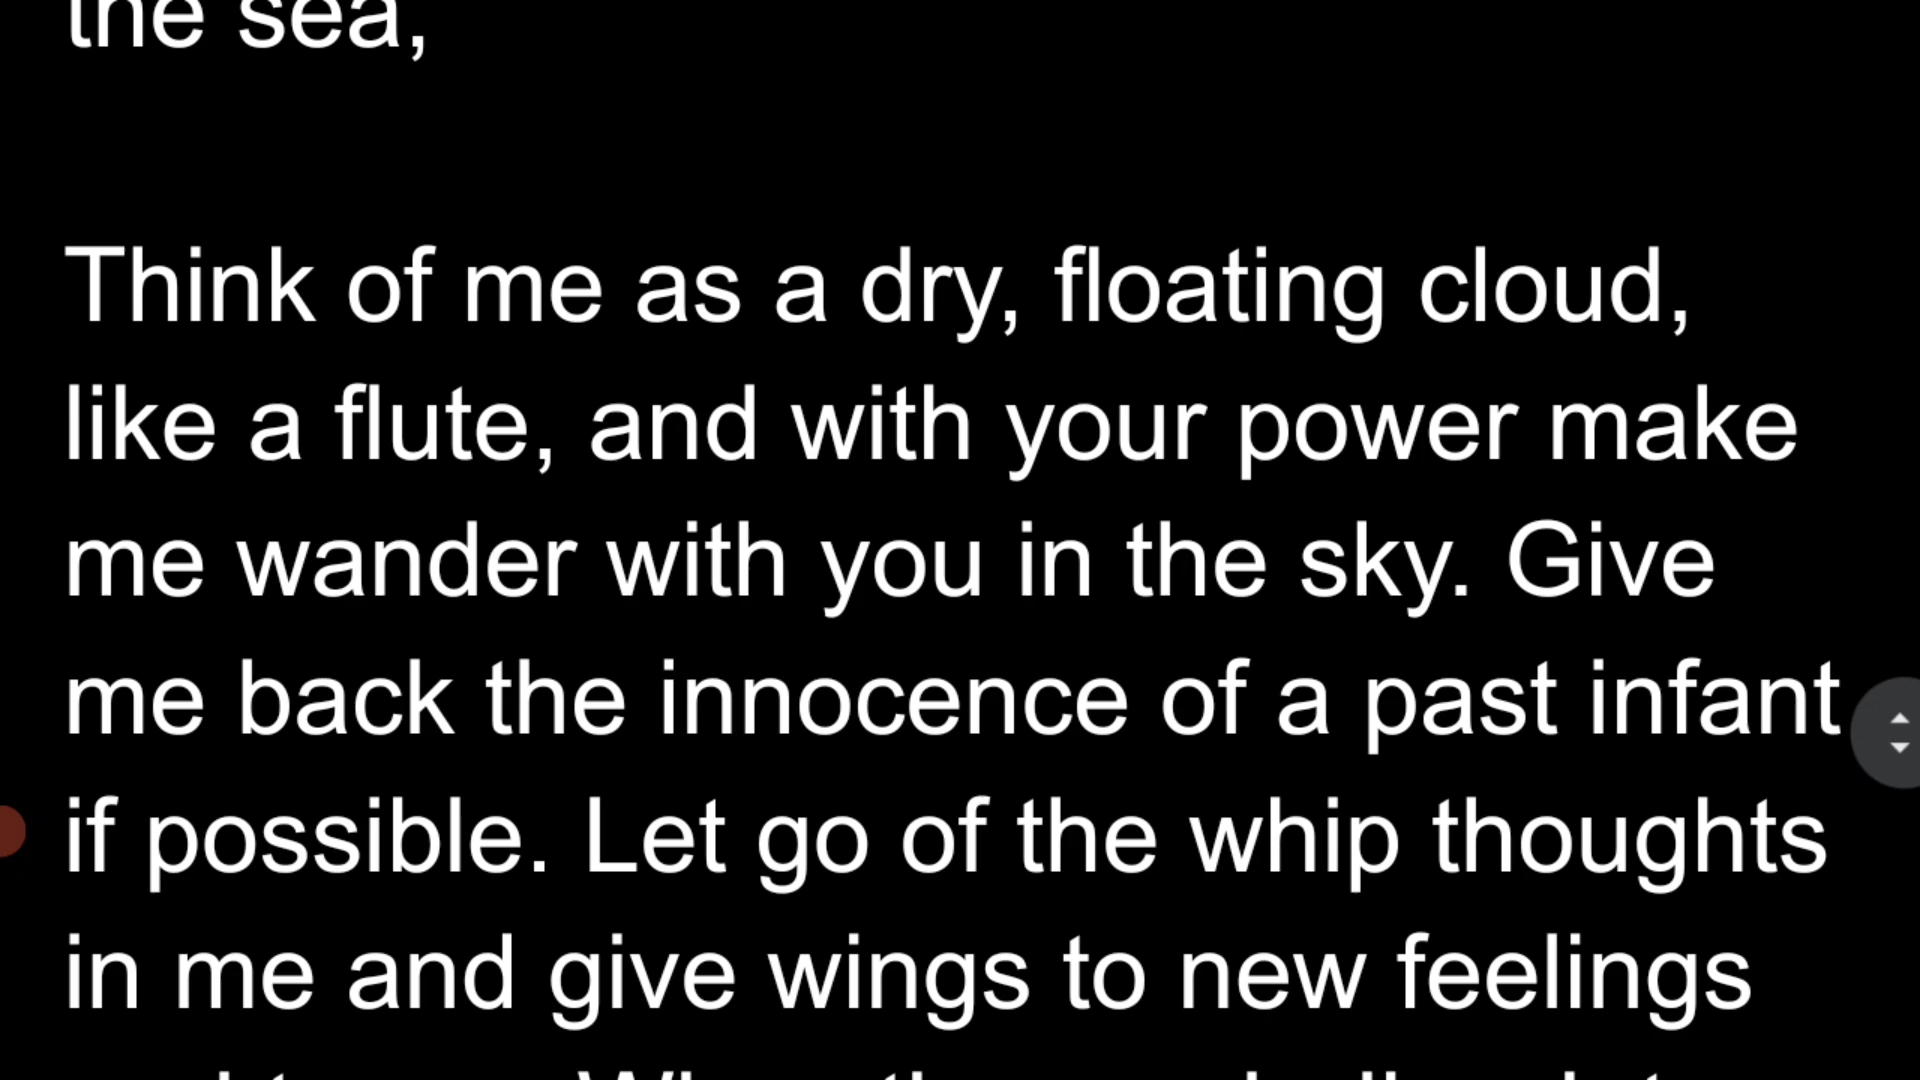 the sea,
Think of me as a dry, floating cloud,
like a flute, and with your power make
me wander with you in the sky. Give
me back the innocence of a past infant
if possible. Let go of the whip thoughts
in me and give wings to new feelings